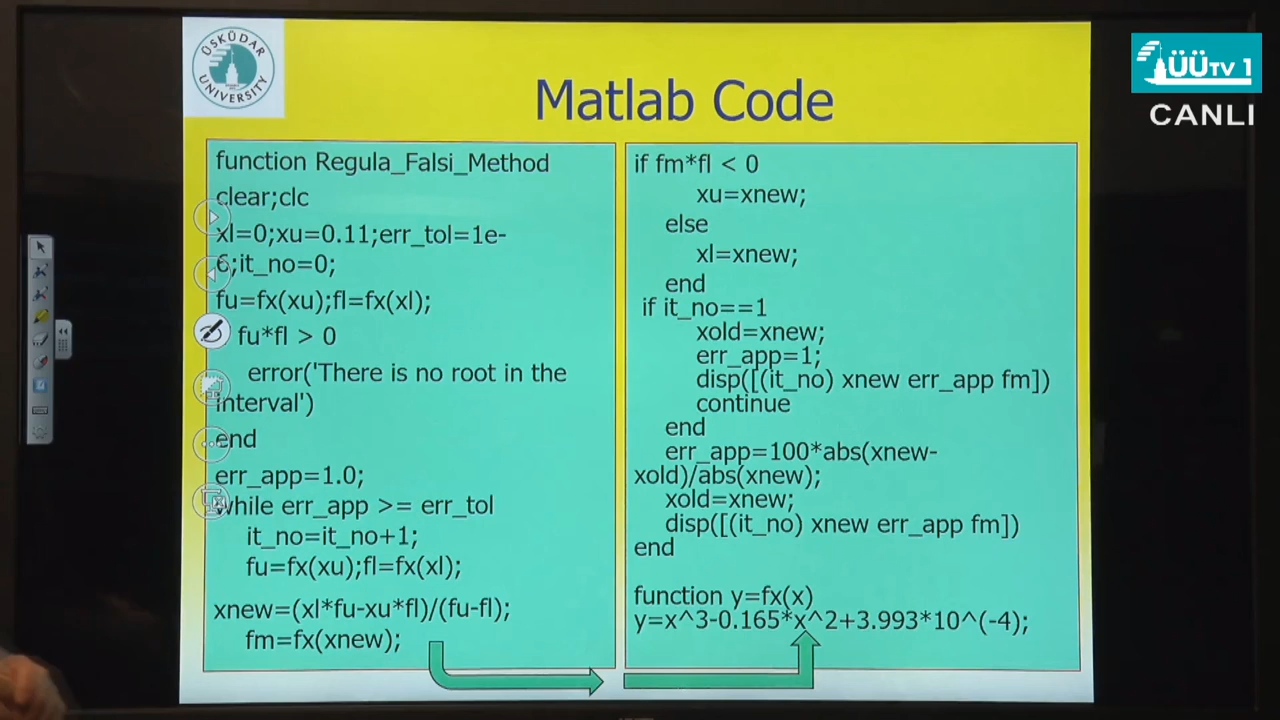 ÜSKÜDAR
UNIVERSITY
ÜÜTV 1
CANLI
Matlab Code
function Regula_Falsi_Method
clear;clc
xl=0;xu=0.11;err_tol=1e-
6;it_no=0;
fu=fx(xu);fl=fx(xl);
fu*fl > 0
error('There is no root in the
interval')
end
err_app=1.0;
while err_app >= err_tol
it_no=it_no+1;
fu=fx(xu);fl=fx(xl);
xnew=(xl*fu-xu*fl)/(fu-fl);
fm=fx(xnew);
if fm*fl < 0
xu=xnew;
else
xl=xnew;
end
if it_no==1
xold=xnew;
err_app=1;
disp([(it_no) xnew err_app fm])
continue
end
err_app=100*abs(xnew-
xold)/abs(xnew);
xold=xnew;
disp([(it_no) xnew err_app fm])
end
function y=fx(x)
y=x^3-0.165*x^2+3.993*10^(-4);